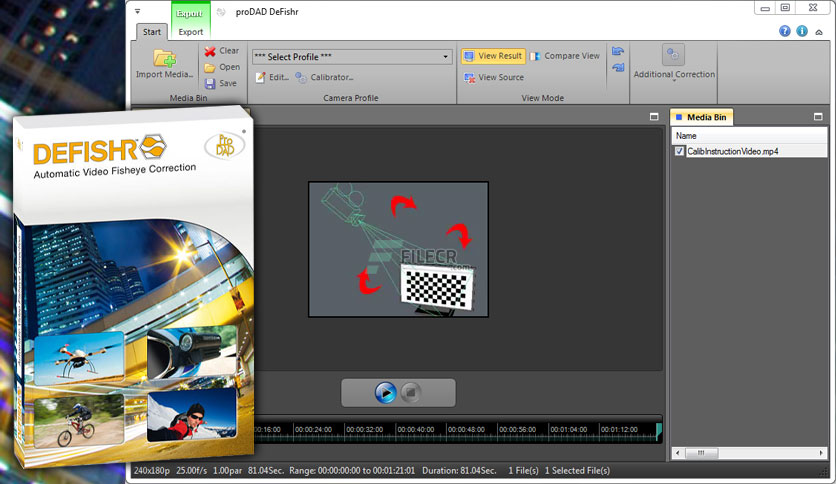 Export
proDAD DeFishr
Start
Export
Import Media...
Clear
Open
Save
Media Bin
*** Select Profile ***
Edit...
Calibrator...
Camera Profile
View Result
Compare View
View Source
View Mode
Additional Correction
DEFISHR
Pro
DAD
Automatic Video Fisheye Correction
FILECR
.com
Media Bin
Name
CalibInstructionVideo.mp4
:00:16:00
00:00:24:00
00:00:32:00
00:00:40:00
00:00:48:00
00:00:56:00
00:01:04:00
00:01:12:00
240x180p 25.00f/s 1.00par 81.04Sec. Range: 00:00:00:00 to 00:01:21:01 Duration: 81.04Sec. 1 File(s) 1 Selected File(s)